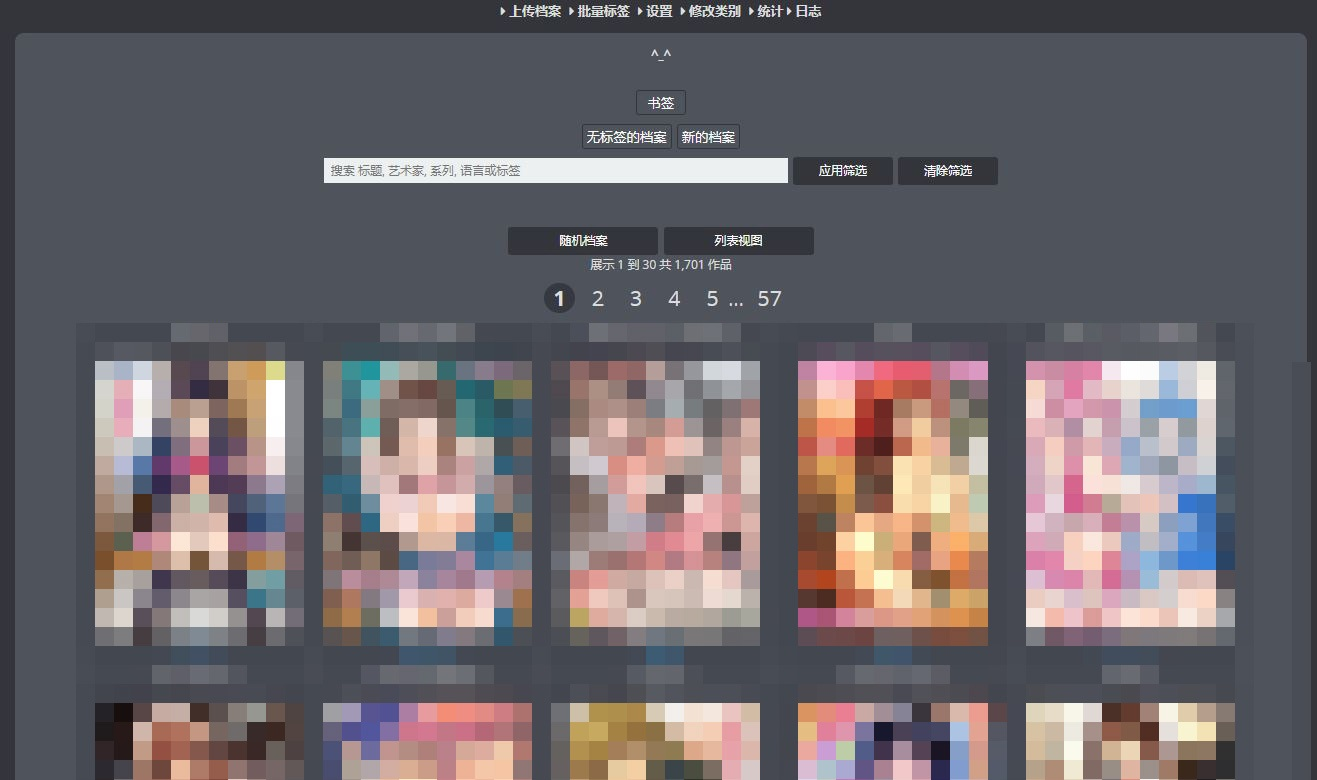 上传档案 批量标签 设置 修改类别 统计 日志
^_^
书签
无标签的档案 新的档案
搜索 标题, 艺术家, 系列, 语言或标签 应用筛选 清除筛选
随机档案 列表视图
展示 1 到 30 共 1,701 作品
1 2 3 4 5 ... 57